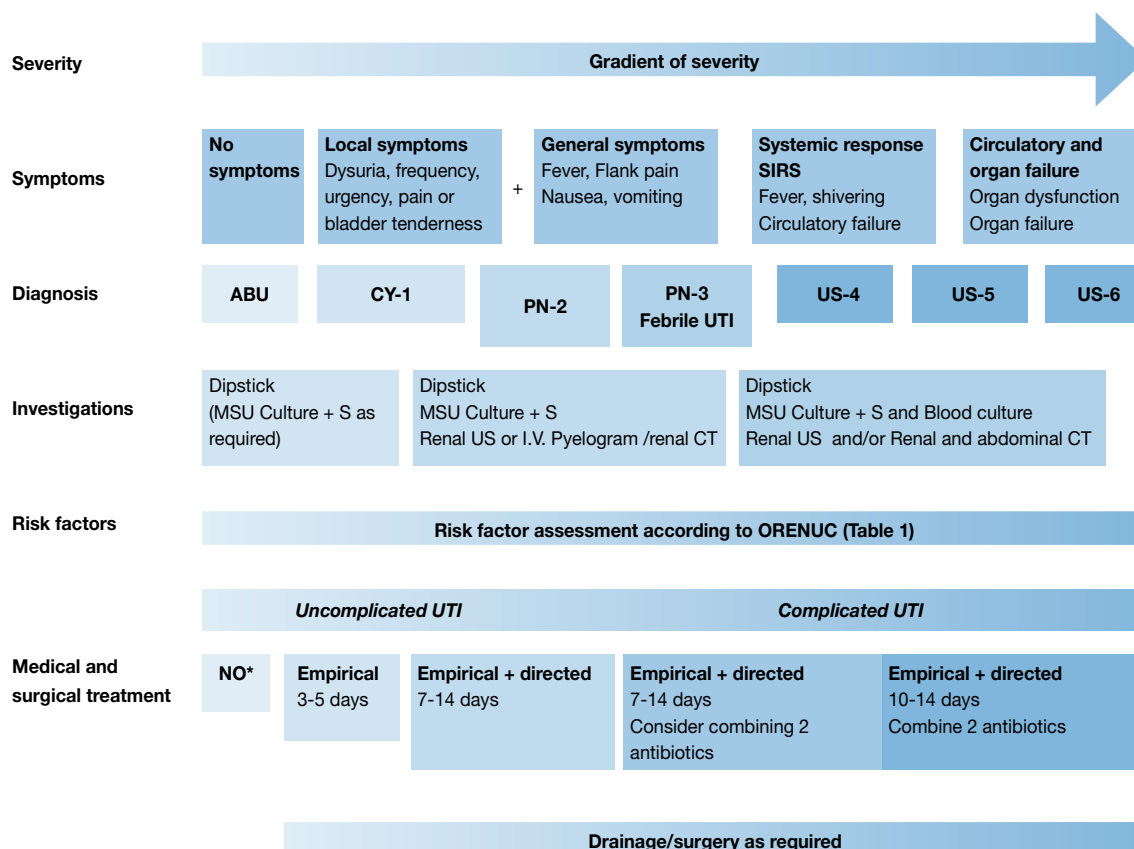 Severity
Gradient of severity
Symptoms
No
symptoms
Local symptoms
Dysuria, frequency,
urgency, pain or
bladder tenderness
+
General symptoms
Fever, Flank pain
Nausea, vomiting
Systemic response
SIRS
Fever, shivering
Circulatory failure
Circulatory and
organ failure
Organ dysfunction
Organ failure
Diagnosis
ABU
CY-1
PN-2
PN-3
Febrile UTI
US-4
US-5
US-6
Investigations
Dipstick
(MSU Culture + S as
required)
Dipstick
MSU Culture + S
Renal US or I.V. Pyelogram /renal CT
Dipstick
MSU Culture + S and Blood culture
Renal US and/or Renal and abdominal CT
Risk factors
Risk factor assessment according to ORENUC (Table 1)
Uncomplicated UTI
Complicated UTI
Medical and
surgical treatment
NO*
Empirical
3-5 days
Empirical + directed
7-14 days
Empirical + directed
7-14 days
Consider combining 2
antibiotics
Empirical + directed
10-14 days
Combine 2 antibiotics
Drainage/surgery as required